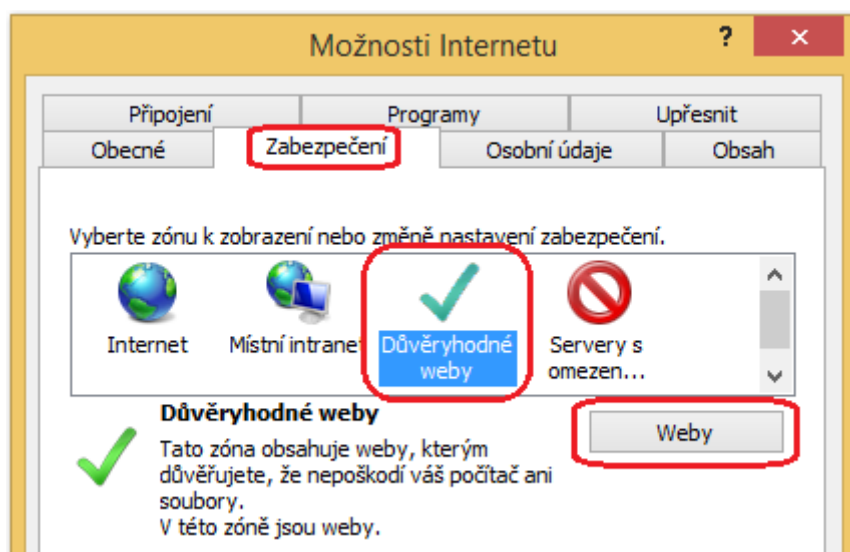 Možnosti Internetu
?
×
Připojení Programy Upřesnit
Obecné Zabezpečení Osobní údaje Obsah
Vyberte zónu k zobrazení nebo změně nastavení zabezpečení.
Internet Místní intranet Důvěryhodné weby Servery s omezen...
Důvěryhodné weby
Weby
Tato zóna obsahuje weby, kterým
důvěřujete, že nepoškodí váš počítač ani
soubory.
V této zóně jsou weby.